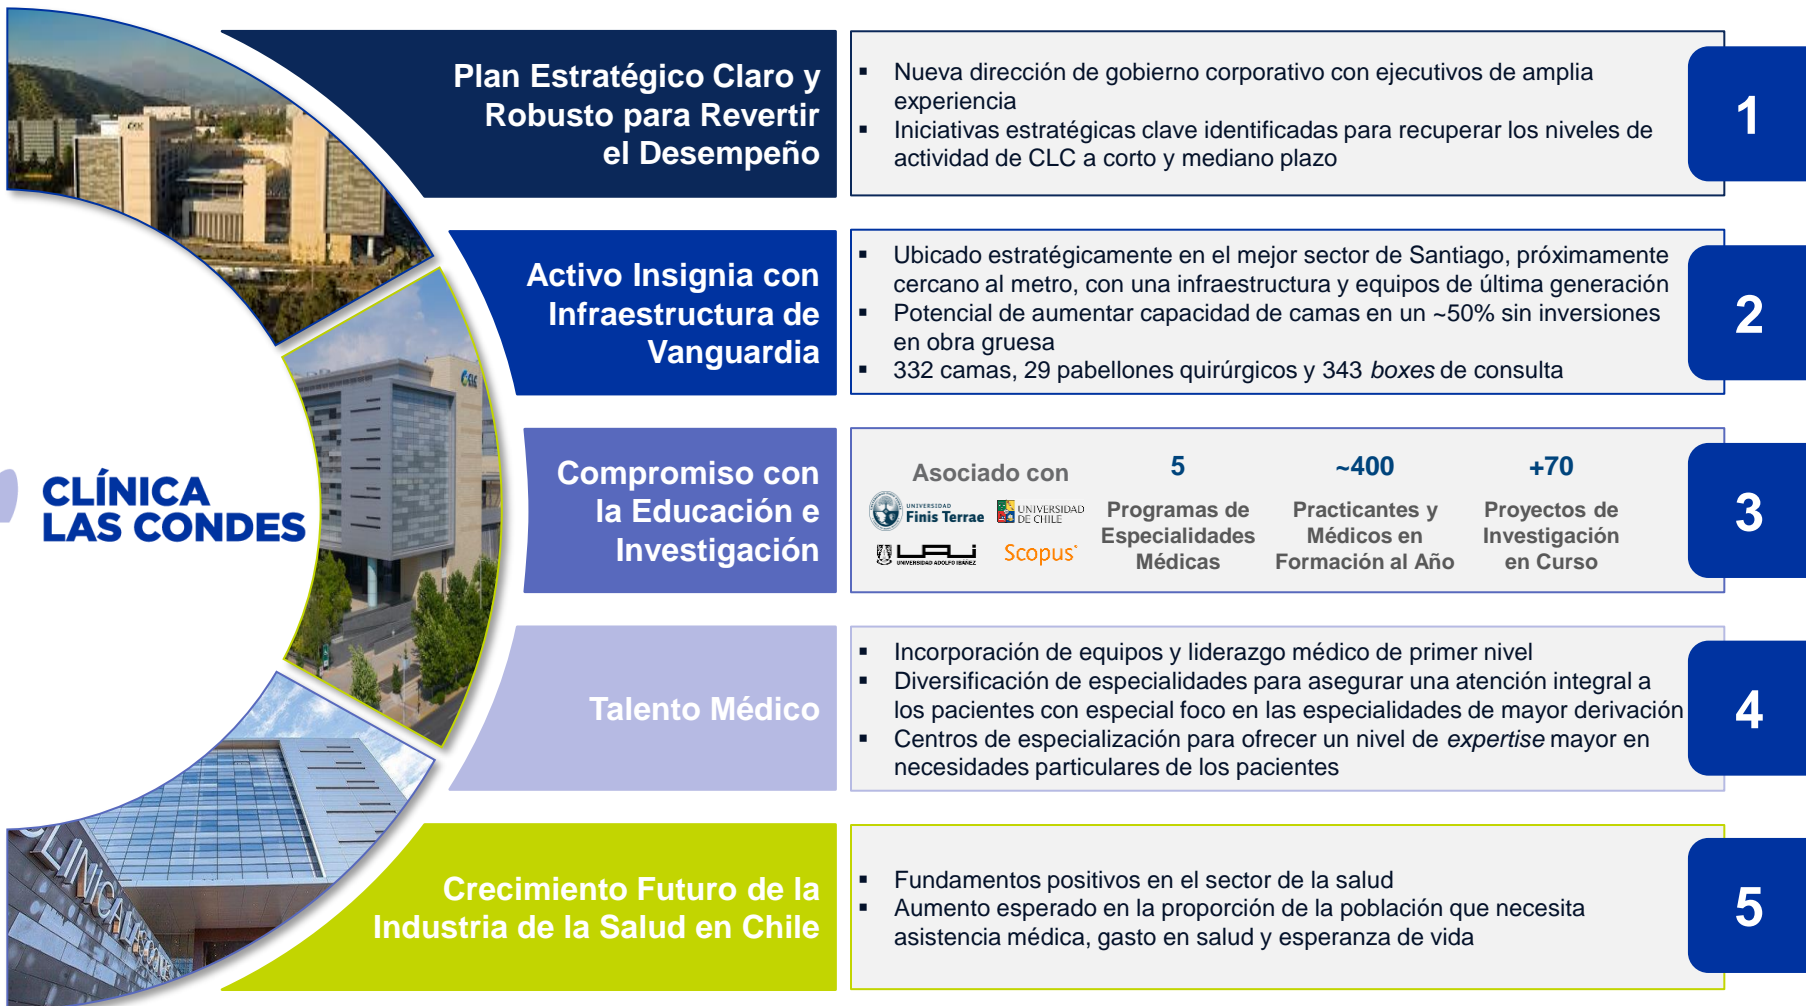 Plan Estratégico Claro y
Robusto para Revertir
el Desempeño
▪ Nueva dirección de gobierno corporativo con ejecutivos de amplia
experiencia
▪ Iniciativas estratégicas clave identificadas para recuperar los niveles de
actividad de CLC a corto y mediano plazo
1
Activo Insignia con
Infraestructura de
Vanguardia
▪ Ubicado estratégicamente en el mejor sector de Santiago, próximamente
cercano al metro, con una infraestructura y equipos de última generación
▪ Potencial de aumentar capacidad de camas en un ~50% sin inversiones
en obra gruesa
▪ 332 camas, 29 pabellones quirúrgicos y 343 boxes de consulta
2
CLÍNICA
LAS CONDES
Compromiso con
la Educación e
Investigación
Asociado con
UNIVERSIDAD
Finis Terrae
UNIVERSIDAD
DE CHILE
UAI
UNIVERSIDAD ADOLFO IBAÑEZ
Scopus
5
Programas de
Especialidades
Médicas
~400
Practicantes y
Médicos en
Formación al Año
+70
Proyectos de
Investigación
en Curso
3
Talento Médico
▪ Incorporación de equipos y liderazgo médico de primer nivel
▪ Diversificación de especialidades para asegurar una atención integral a
los pacientes con especial foco en las especialidades de mayor derivación
▪ Centros de especialización para ofrecer un nivel de expertise mayor en
necesidades particulares de los pacientes
4
Crecimiento Futuro de la
Industria de la Salud en Chile
▪ Fundamentos positivos en el sector de la salud
▪ Aumento esperado en la proporción de la población que necesita
asistencia médica, gasto en salud y esperanza de vida
5
CLC
CLINICA LAS CONDES